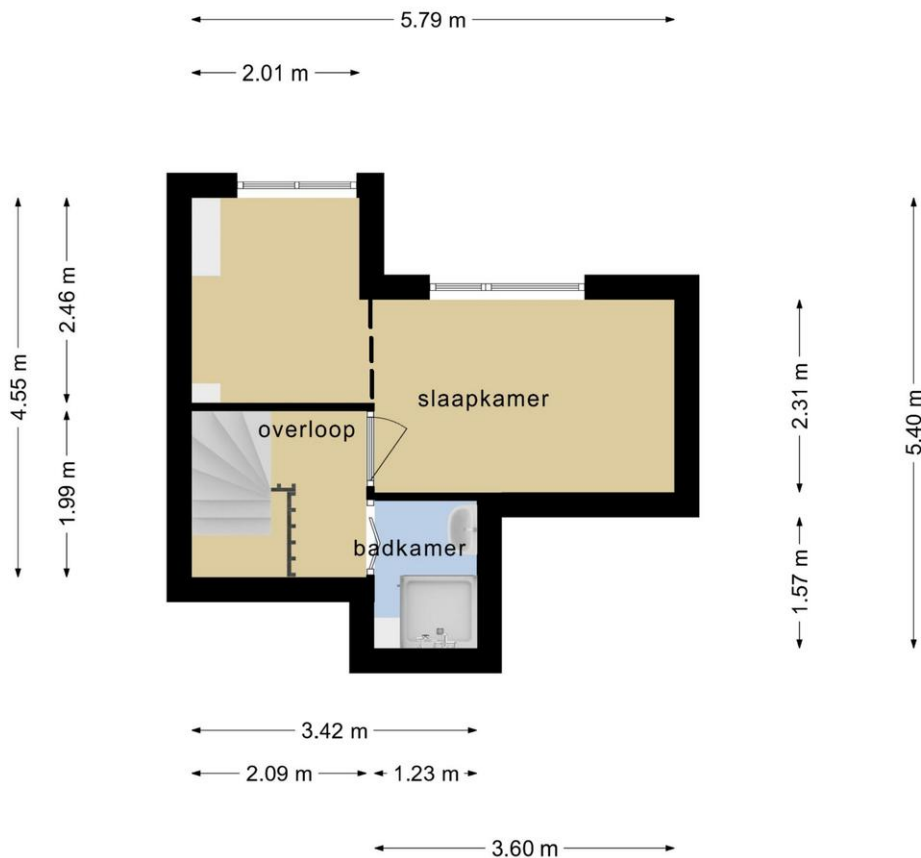 5.79 m
2.01 m
4.55 m
2.46 m
1.99 m
slaapkamer
overloop
badkamer
2.31 m
1.57 m
5.40 m
3.42 m
2.09 m
1.23 m
3.60 m